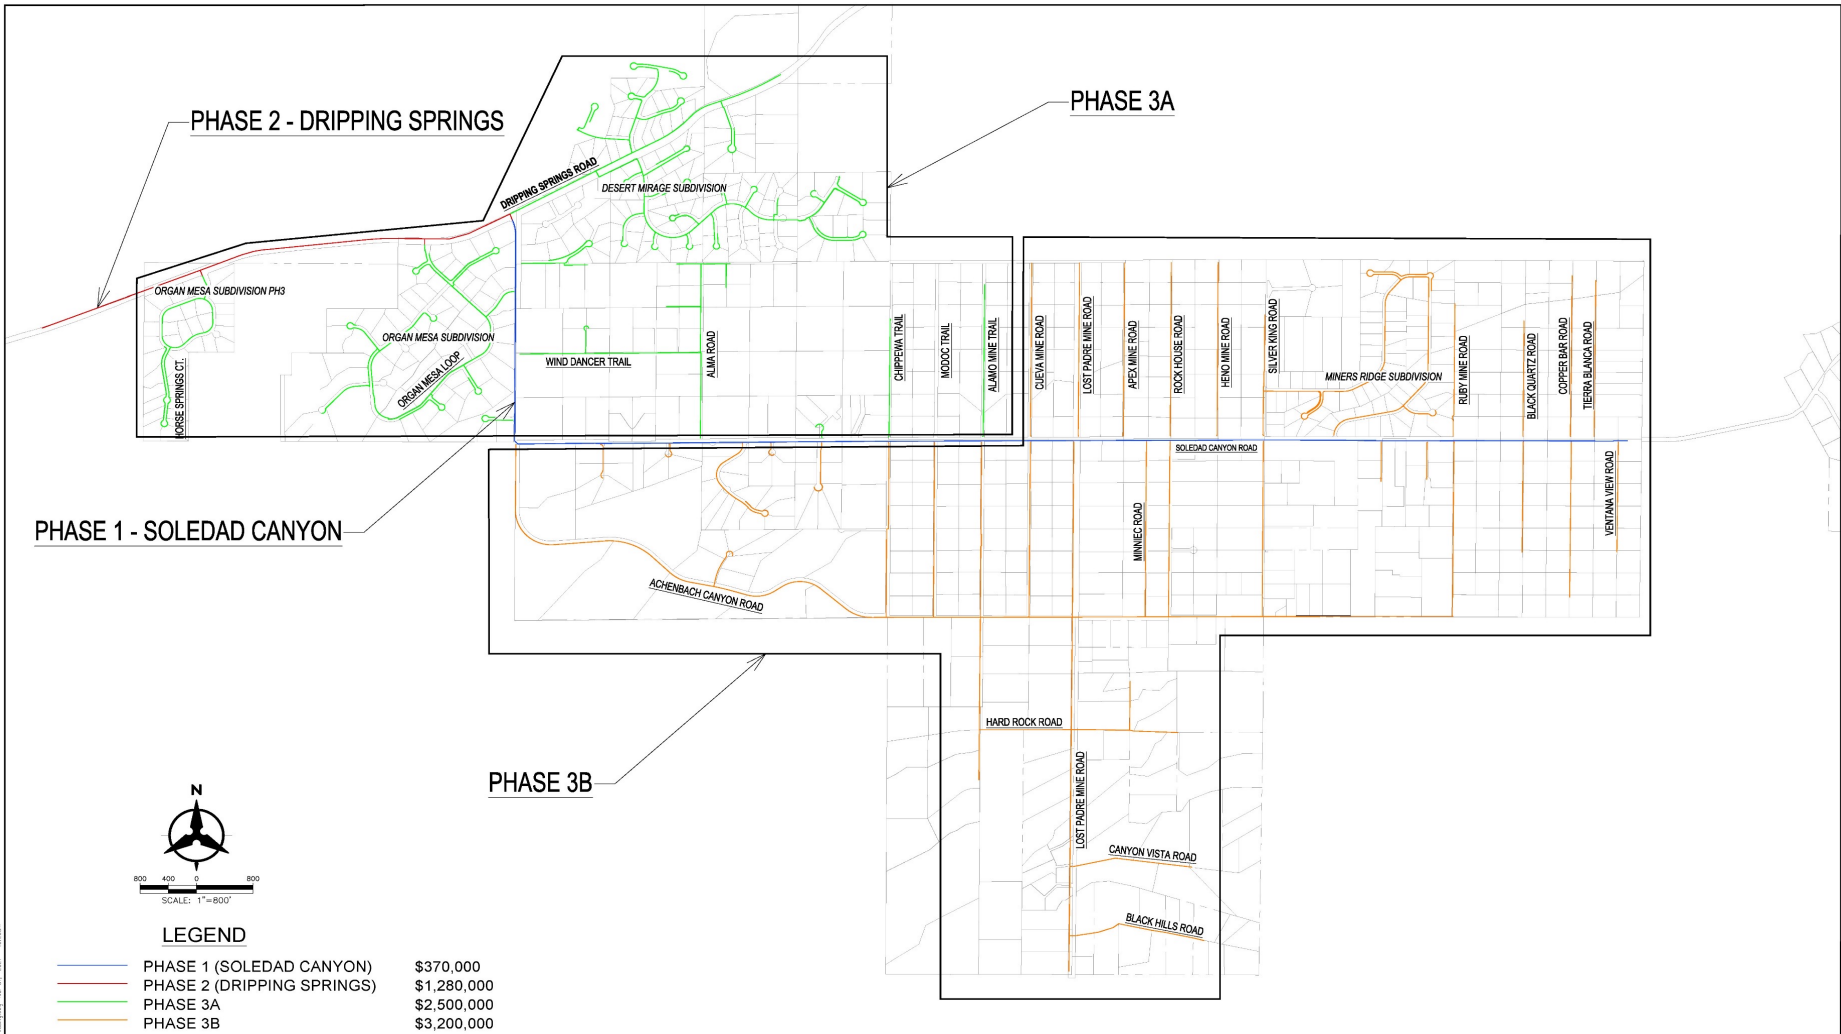 PHASE 3A
PHASE 2 - DRIPPING SPRINGS
DRIPPING SPRINGS ROAD
DESERT MIRAGE SUBDIVISION
ORGAN MESA SUBDIVISION PH3
ORGAN MESA SUBDIVISION
ORGAN MESA LOOP
HORSE SPRINGS CT.
WIND DANCER TRAIL
ALMA ROAD
CHIPPEWA TRAIL
MODOC TRAIL
ALAMO MINE TRAIL
CUEVA MINE ROAD
LOST PADRE MINE ROAD
APEX MINE ROAD
ROCK HOUSE ROAD
HENO MINE ROAD
SILVER KING ROAD
MINERS RIDGE SUBDIVISION
RUBY MINE ROAD
BLACK QUARTZ ROAD
COPPER BAR ROAD
TIERRA BLANCA ROAD
SOLEDAD CANYON ROAD
PHASE 1 - SOLEDAD CANYON
MINNIEC ROAD
VENTANA VIEW ROAD
ACHENBACH CANYON ROAD
HARD ROCK ROAD
PHASE 3B
LOST PADRE MINE ROAD
CANYON VISTA ROAD
BLACK HILLS ROAD
N
800 400 0 800
SCALE: 1"=800'
LEGEND
PHASE 1 (SOLEDAD CANYON) $370,000
PHASE 2 (DRIPPING SPRINGS) $1,280,000
PHASE 3A $2,500,000
PHASE 3B $3,200,000